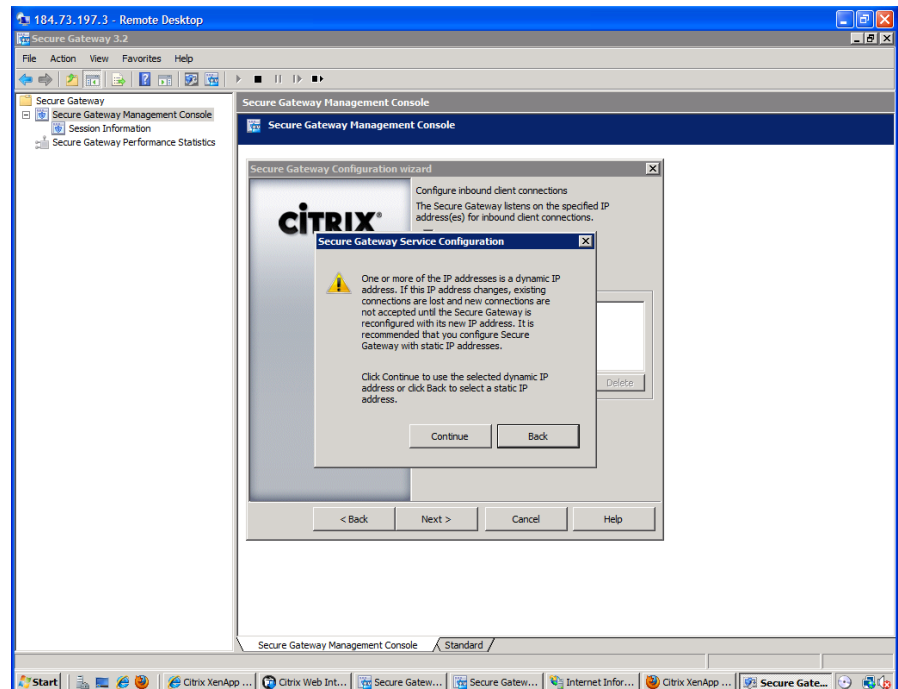 184.73.197.3 - Remote Desktop
Secure Gateway 3.2
File Action View Favorites Help
Secure Gateway
Secure Gateway Management Console
Session Information
Secure Gateway Performance Statistics
Secure Gateway Management Console
Secure Gateway Management Console
Secure Gateway Configuration wizard
CITRIX®
Configure inbound client connections
The Secure Gateway listens on the specified IP
address(es) for inbound client connections.
Secure Gateway Service Configuration
One or more of the IP addresses is a dynamic IP
address. If this IP address changes, existing
connections are lost and new connections are
not accepted until the Secure Gateway is
reconfigured with its new IP address. It is
recommended that you configure Secure
Gateway with static IP addresses.
Click Continue to use the selected dynamic IP
address or click Back to select a static IP
address.
Continue Back
Delete
< Back Next > Cancel Help
Secure Gateway Management Console Standard
Start Citrix XenApp ... Citrix Web Int... Secure Gatew... Secure Gatew... Internet Infor... Citrix XenApp ... Secure Gate...